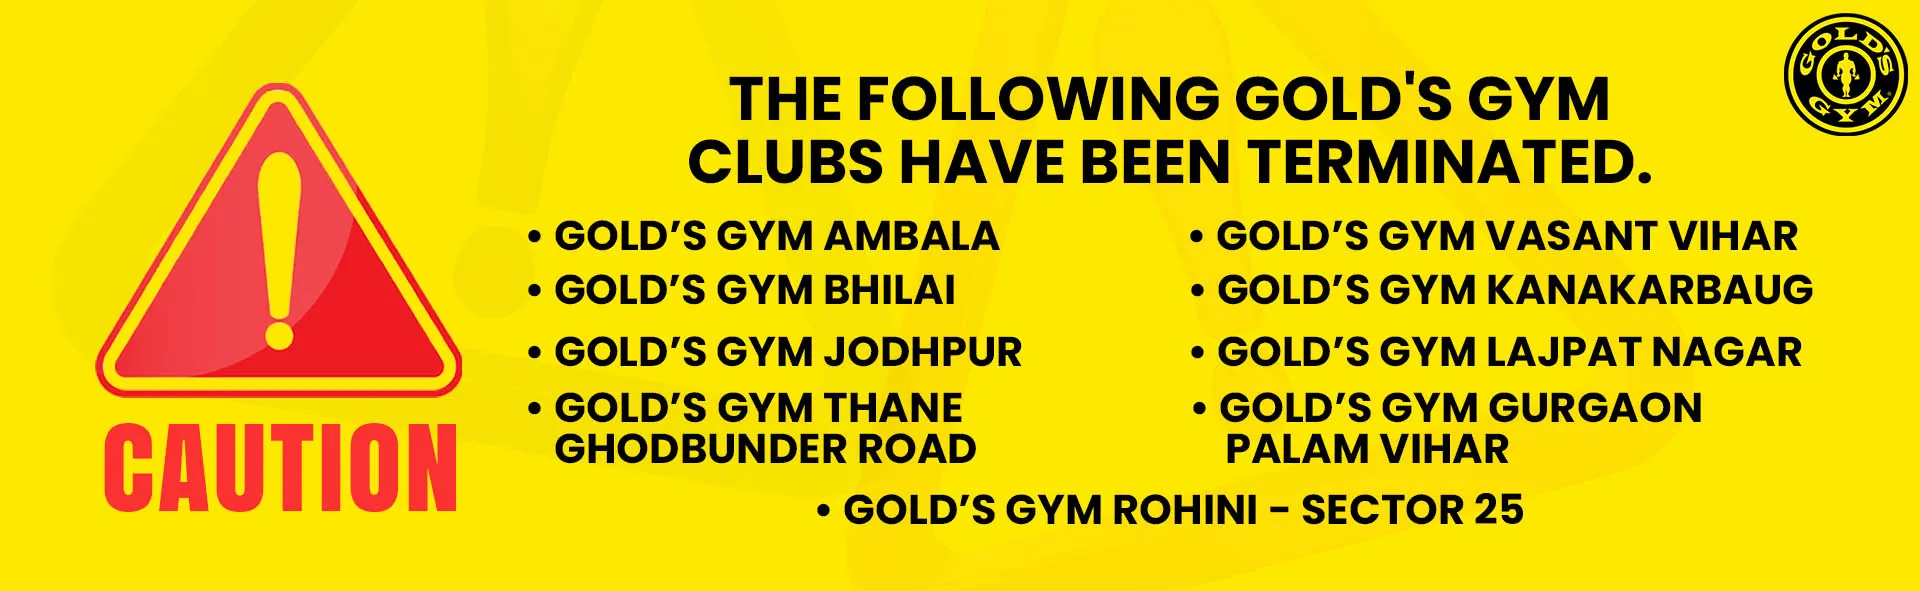 THE FOLLOWING GOLD'S GYM
CLUBS HAVE BEEN TERMINATED.
• GOLD’S GYM AMBALA
• GOLD’S GYM BHILAI
• GOLD’S GYM JODHPUR
• GOLD’S GYM THANE
GHODBUNDER ROAD
• GOLD’S GYM VASANT VIHAR
• GOLD’S GYM KANAKARBAUG
• GOLD’S GYM LAJPAT NAGAR
• GOLD’S GYM GURGAON
PALAM VIHAR
• GOLD’S GYM ROHINI - SECTOR 25
CAUTION
GOLD'S
GYM